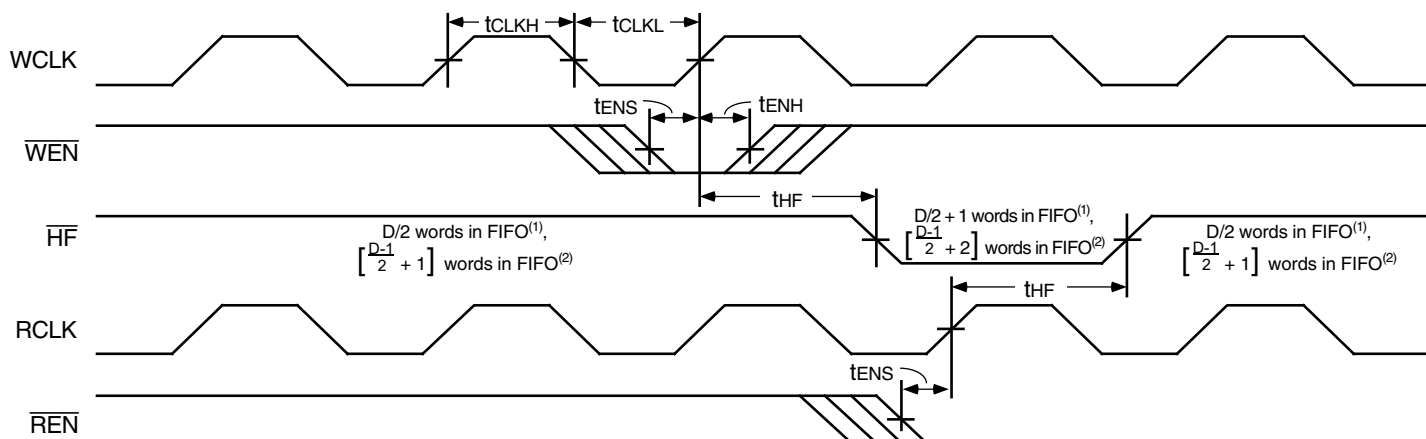 tCLKH tCLKL
WCLK
tENS tENH
WEN
tHF
HF
D/2 words in FIFO(1),
[D-1/2 + 1] words in FIFO(2)
D/2 + 1 words in FIFO(1),
[D-1/2 + 2] words in FIFO(2)
D/2 words in FIFO(1),
[D-1/2 + 1] words in FIFO(2)
tHF
RCLK
tENS
REN